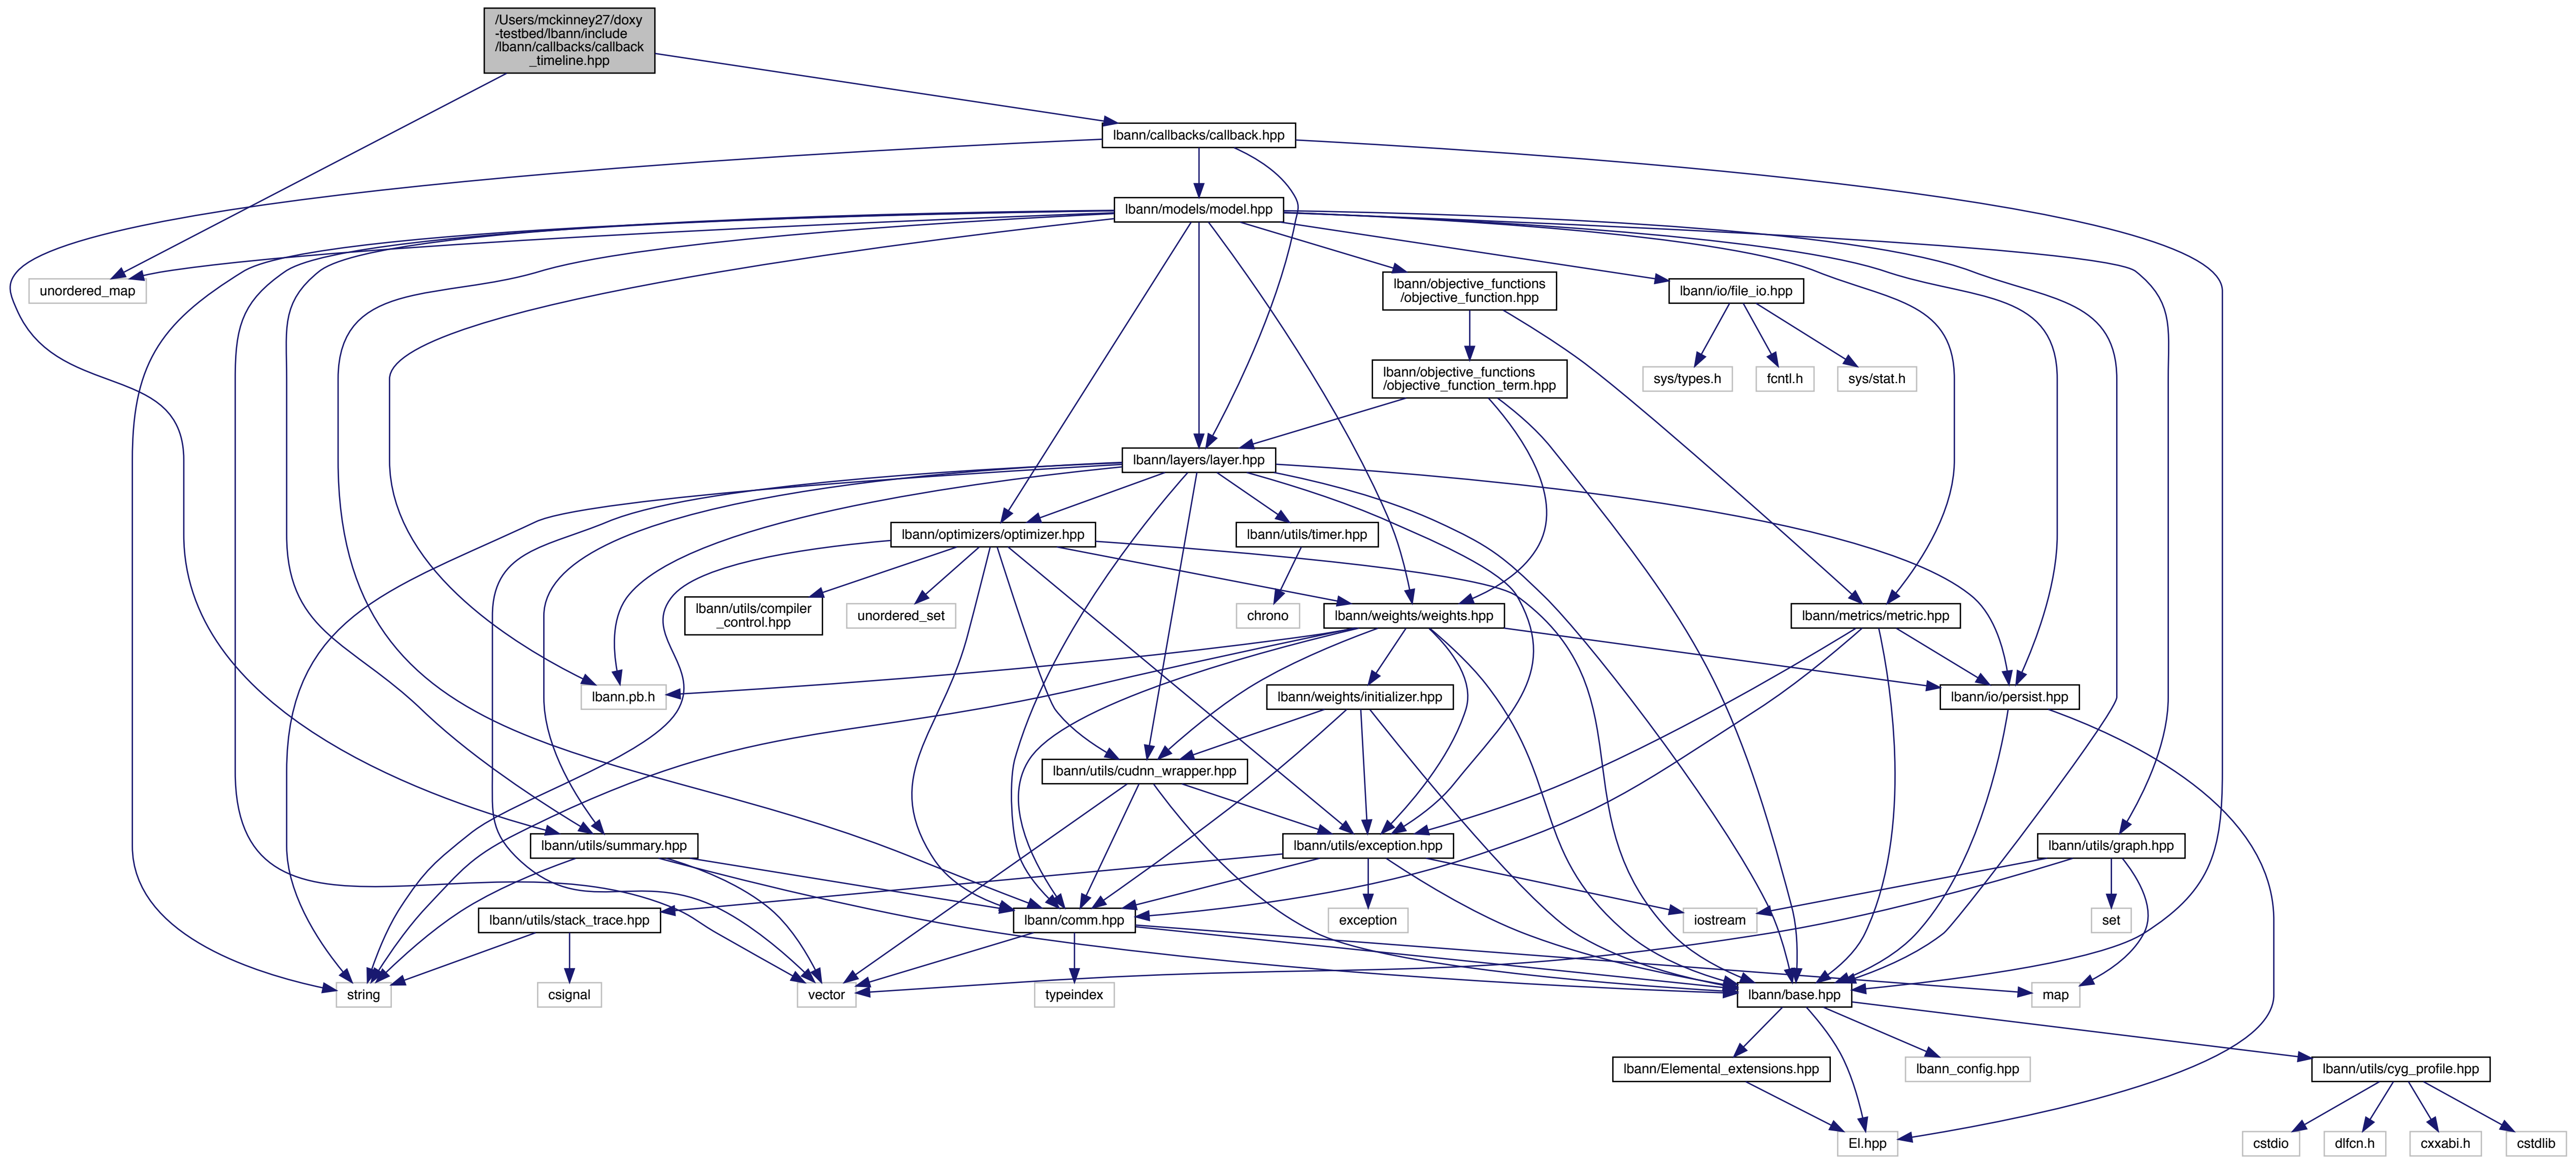 /Users/mckinney27/doxy
-testbed/lbann/include
/lbann/callbacks/callback
_timeline.hpp
lbann/callbacks/callback.hpp
lbann/models/model.hpp
unordered_map
lbann/objective_functions
/objective_function.hpp
lbann/io/file_io.hpp
lbann/objective_functions
/objective_function_term.hpp
sys/types.h
fcntl.h
sys/stat.h
lbann/layers/layer.hpp
lbann/optimizers/optimizer.hpp
lbann/utils/timer.hpp
lbann/utils/compiler
_control.hpp
unordered_set
chrono
lbann/weights/weights.hpp
lbann/metrics/metric.hpp
lbann.pb.h
lbann/weights/initializer.hpp
lbann/io/persist.hpp
lbann/utils/cudnn_wrapper.hpp
lbann/utils/summary.hpp
lbann/utils/exception.hpp
lbann/utils/graph.hpp
lbann/utils/stack_trace.hpp
lbann/comm.hpp
exception
iostream
set
string
csignal
vector
typeindex
lbann/base.hpp
map
lbann/Elemental_extensions.hpp
lbann_config.hpp
lbann/utils/cyg_profile.hpp
El.hpp
cstdio
dlfcn.h
cxxabi.h
cstdlib